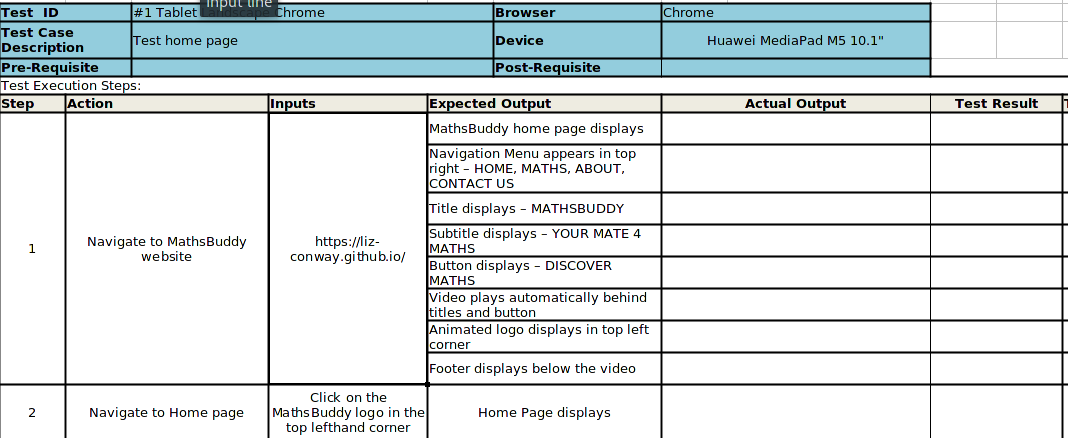 Input line
Test ID #1 Tablet Landscape Chrome Browser Chrome
Test Case Description Test home page Device Huawei MediaPad M5 10.1"
Pre-Requisite Post-Requisite
Test Execution Steps:
Step Action Inputs Expected Output Actual Output Test Result
1
Navigate to MathsBuddy
website
https://liz-
conway.github.io/
MathsBuddy home page displays
Navigation Menu appears in top
right – HOME, MATHS, ABOUT,
CONTACT US
Title displays – MATHSBUDDY
Subtitle displays – YOUR MATE 4
MATHS
Button displays – DISCOVER
MATHS
Video plays automatically behind
titles and button
Animated logo displays in top left
corner
Footer displays below the video
2
Navigate to Home page
Click on the
MathsBuddy logo in the
top lefthand corner
Home Page displays